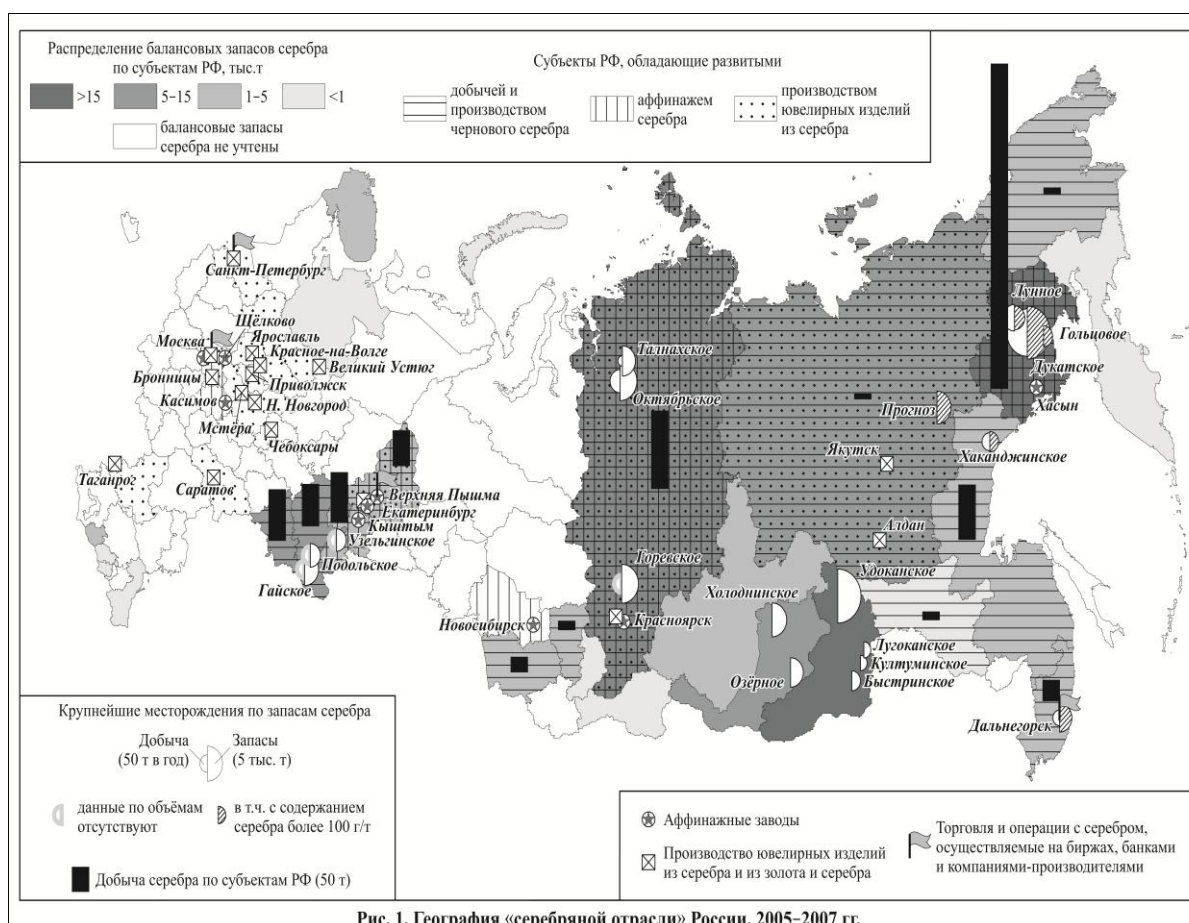 Распределение балансовых запасов серебра
по субъектам РФ, тыс.т
>15
5–15
1–5
<1
балансовые запасы
серебра не учтены
Субъекты РФ, обладающие развитыми
добычей и
производством
чернового серебра
аффинажем
серебра
производством
ювелирных изделий
из серебра
Санкт-Петербург
Щёлково
Москва
Ярославль
Красное-на-Волге
Великий Устюг
Бронницы
Приволжск
Касимов
Н. Новгород
Мстёра
Чебоксары
Таганрог
Саратов
Верхняя Пышма
Екатеринбург
Кыштым
Узельгинское
Подольское
Гайское
Новосибирск
Талнахское
Октябрьское
Горевское
Красноярск
Лунное
Гольцовое
Дукатское
Хасын
Прогноз
Хаканджинское
Якутск
Алдан
Удоканское
Холоднинское
Лугоканское
Култуминское
Быстринское
Озёрное
Дальнегорск
Крупнейшие месторождения по запасам серебра
Добыча
(50 т в год)
Запасы
(5 тыс. т)
данные по объёмам
отсутствуют
в т.ч. с содержанием
серебра более 100 г/т
Добыча серебра по субъектам РФ (50 т)
Аффинажные заводы
Производство ювелирных изделий
из серебра и из золота и серебра
Торговля и операции с серебром,
осуществляемые на биржах, банками
и компаниями-производителями
Рис. 1. География «серебряной отрасли» России, 2005–2007 гг.